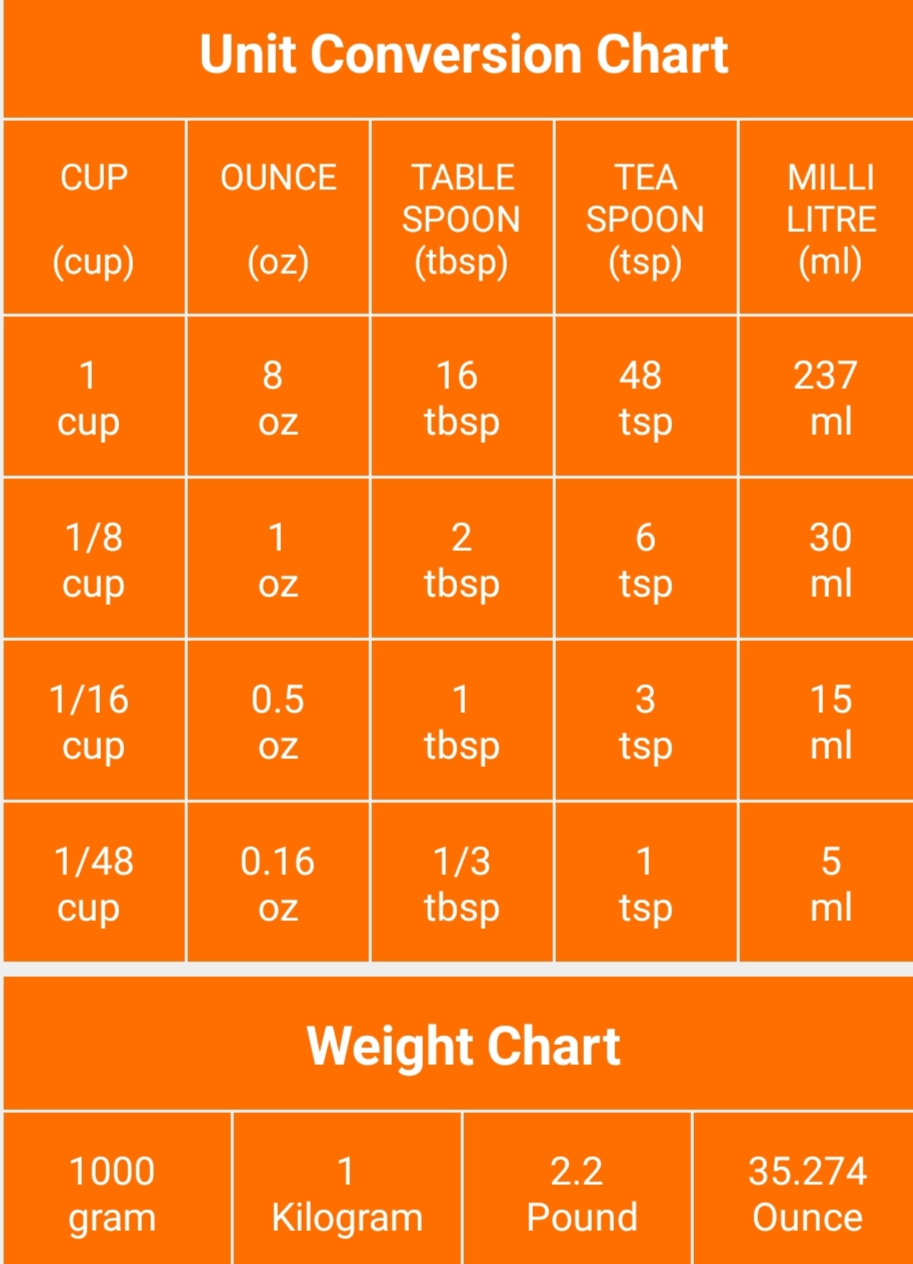 Unit Conversion Chart
CUP OUNCE TABLE TEA MILLI
SPOON SPOON LITRE
(cup) (oz) (tbsp) (tsp) (ml)
1 8 16 48 237
cup oz tbsp tsp ml
1/8 1 2 6 30
cup oz tbsp tsp ml
1/16 0.5 1 3 15
cup oz tbsp tsp ml
1/48 0.16 1/3 1 5
cup oz tbsp tsp ml
Weight Chart
1000 1 2.2 35.274
gram Kilogram Pound Ounce